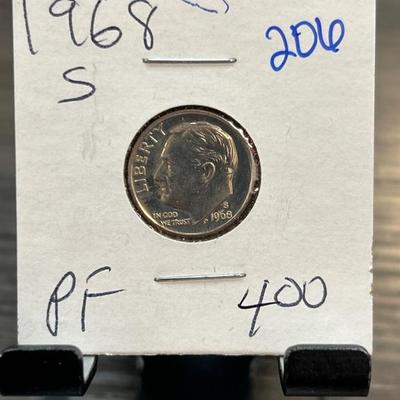 1968
206
S
LIBERTY
IN GOD
WE TRUST
S
1968
PF
400